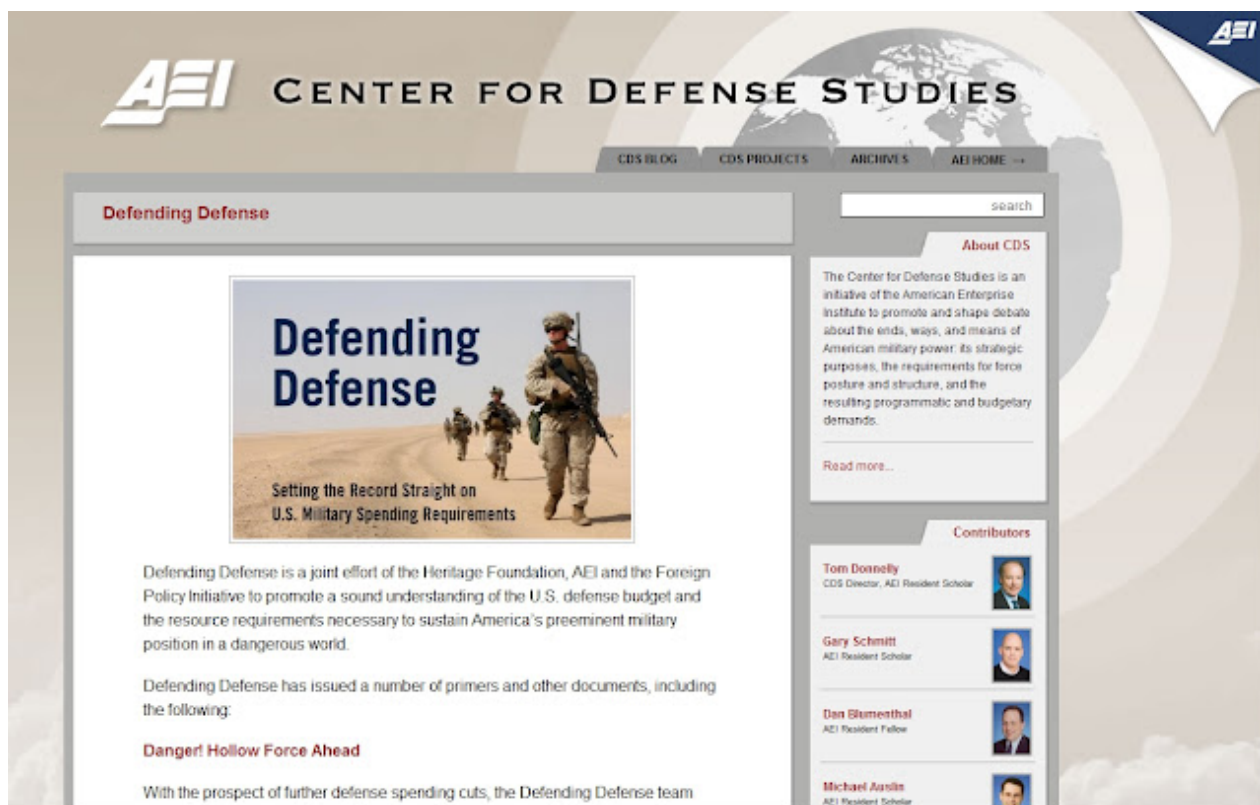 AEI
AEI CENTER FOR DEFENSE STUDIES
CDS BLOG
CDS PROJECTS
ARCHIVES
AEI HOME →
Defending Defense
Defending
Defense
Setting the Record Straight on
U.S. Military Spending Requirements
Defending Defense is a joint effort of the Heritage Foundation, AEI and the Foreign
Policy Initiative to promote a sound understanding of the U.S. defense budget and
the resource requirements necessary to sustain America's preeminent military
position in a dangerous world.
Defending Defense has issued a number of primers and other documents, including
the following:
Danger! Hollow Force Ahead
With the prospect of further defense spending cuts, the Defending Defense team
search
About CDS
The Center for Defense Studies is an
initiative of the American Enterprise
Institute to promote and shape debate
about the ends, ways, and means of
American military power: its strategic
purposes, the requirements for force
posture and structure, and the
resulting programmatic and budgetary
demands.
Read more...
Contributors
Tom Donnelly
CDS Director, AEI Resident Scholar
Gary Schmitt
AEI Resident Scholar
Dan Blumenthal
AEI Resident Fellow
Michael Auslin
AEI Resident Scholar